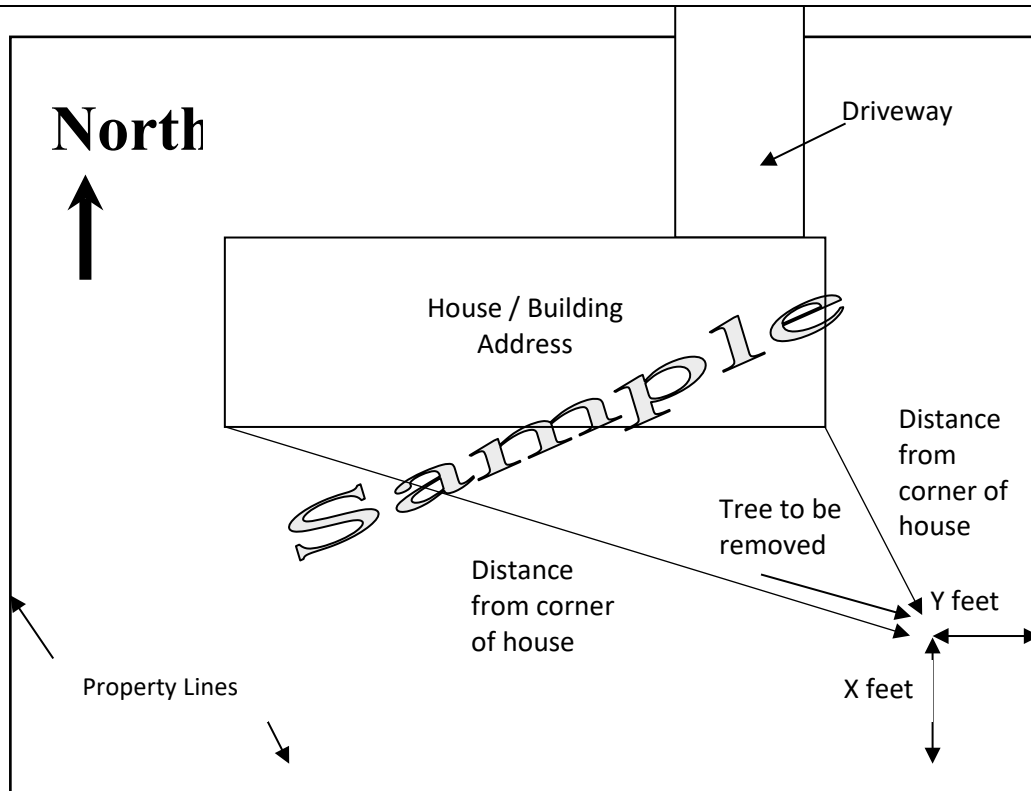 North
Driveway
House / Building
Address
Sample
Distance
from
corner of
house
Tree to be
removed
Distance
from corner
of house
Y feet
X feet
Property Lines